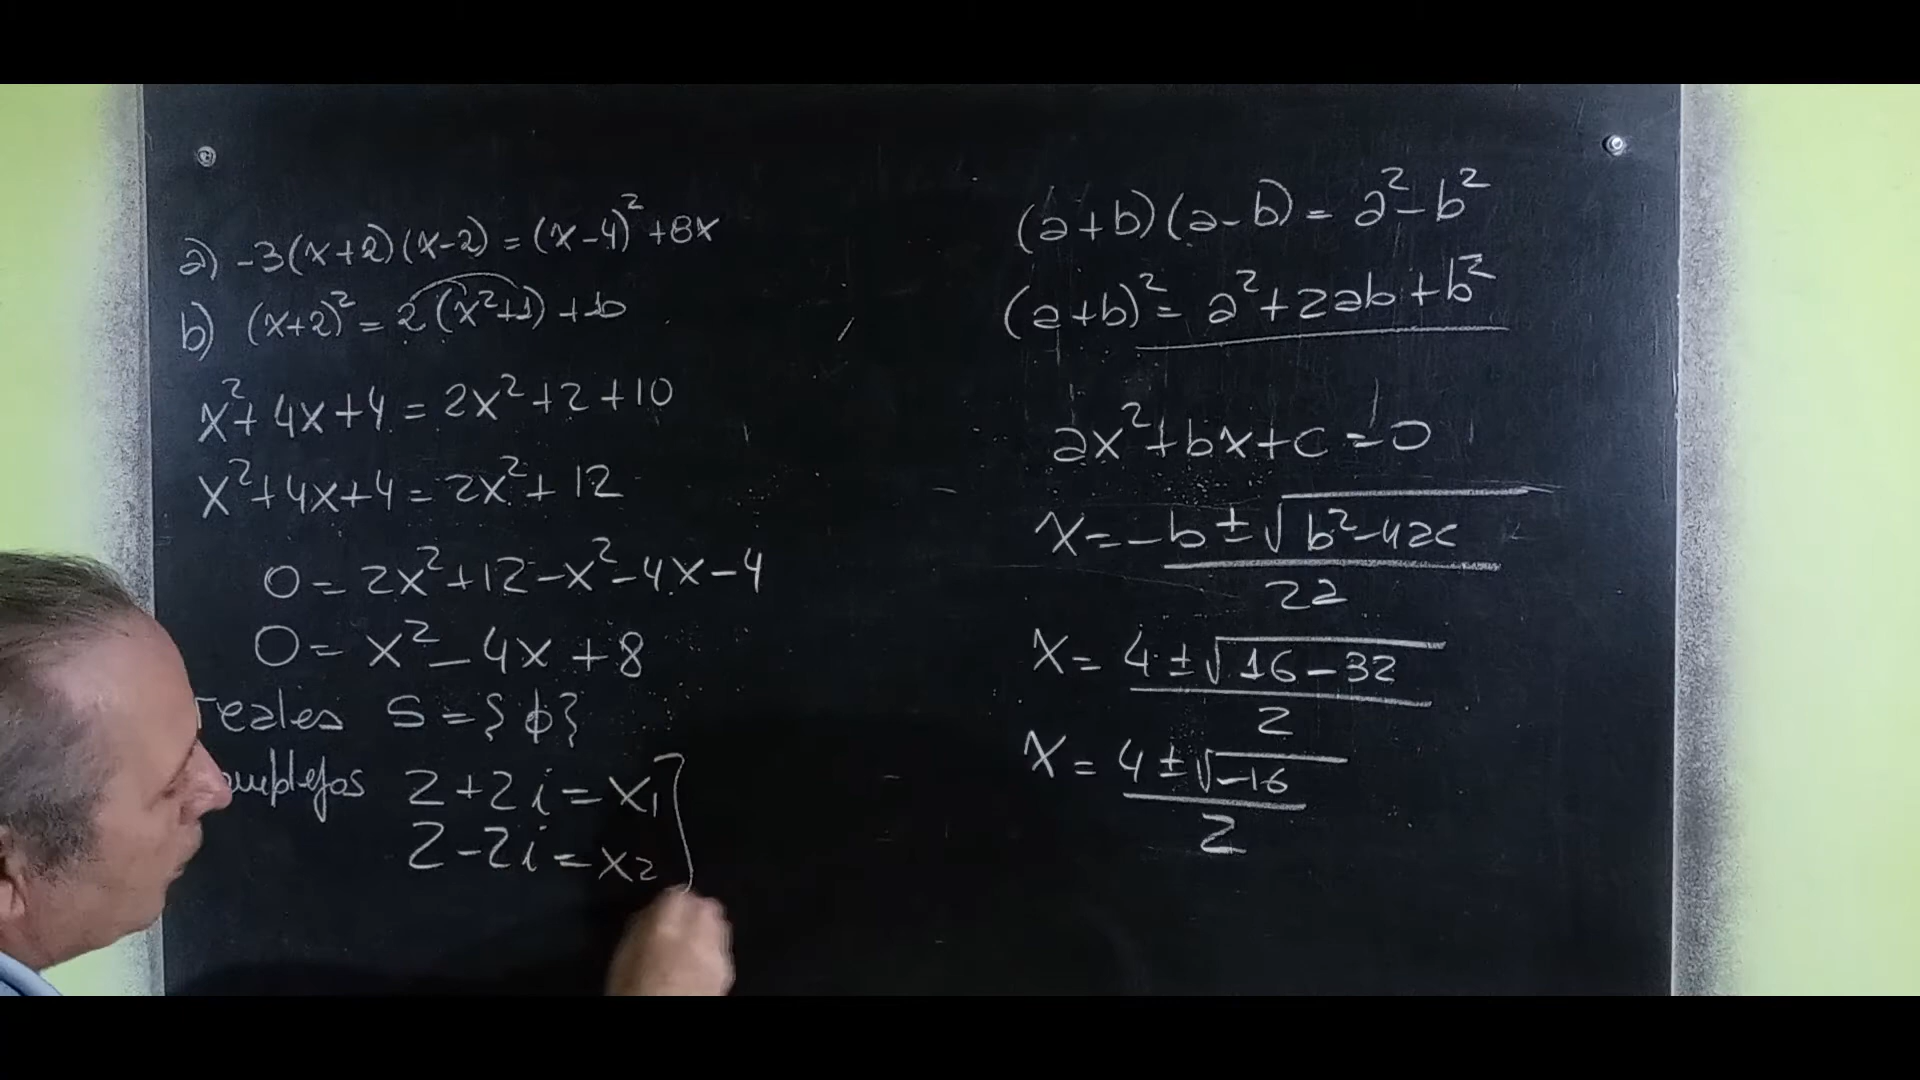 a) -3(x+2)(x-2) = (x-4)² +8x
b) (x+2)² = 2(x²+1) +10
x²+4x+4 = 2x²+2+10
x²+4x+4 = 2x²+12
0 = 2x²+12-x²-4x-4
0 = x²-4x+8
reales S = {ϕ}
2+2i = x₁
2-2i = x₂
(a+b)(a-b) = a²-b²
(a+b)² = a²+2ab+b²
ax²+bx+c = 0
x = -b ± √b²-4ac / 2a
x = 4 ± √16-32 / 2
x = 4 ± √-16 / 2